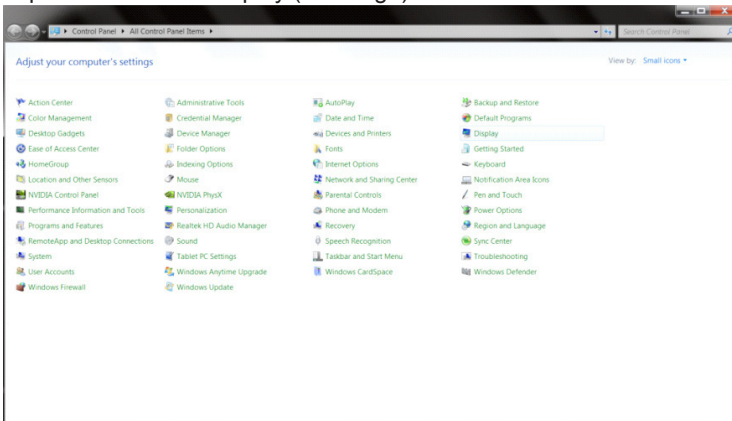 Control Panel ▸ All Control Panel Items ▸
Search Control Panel
Adjust your computer's settings
View by: Small icons
Action Center Administrative Tools AutoPlay Backup and Restore
Color Management Credential Manager Date and Time Default Programs
Desktop Gadgets Device Manager Devices and Printers Display
Ease of Access Center Folder Options Fonts Getting Started
HomeGroup Indexing Options Internet Options Keyboard
Location and Other Sensors Mouse Network and Sharing Center Notification Area Icons
NVIDIA Control Panel NVIDIA PhysX Parental Controls Pen and Touch
Performance Information and Tools Personalization Phone and Modem Power Options
Programs and Features Realtek HD Audio Manager Recovery Region and Language
RemoteApp and Desktop Connections Sound Speech Recognition Sync Center
System Tablet PC Settings Taskbar and Start Menu Troubleshooting
User Accounts Windows Anytime Upgrade Windows CardSpace Windows Defender
Windows Firewall Windows Update